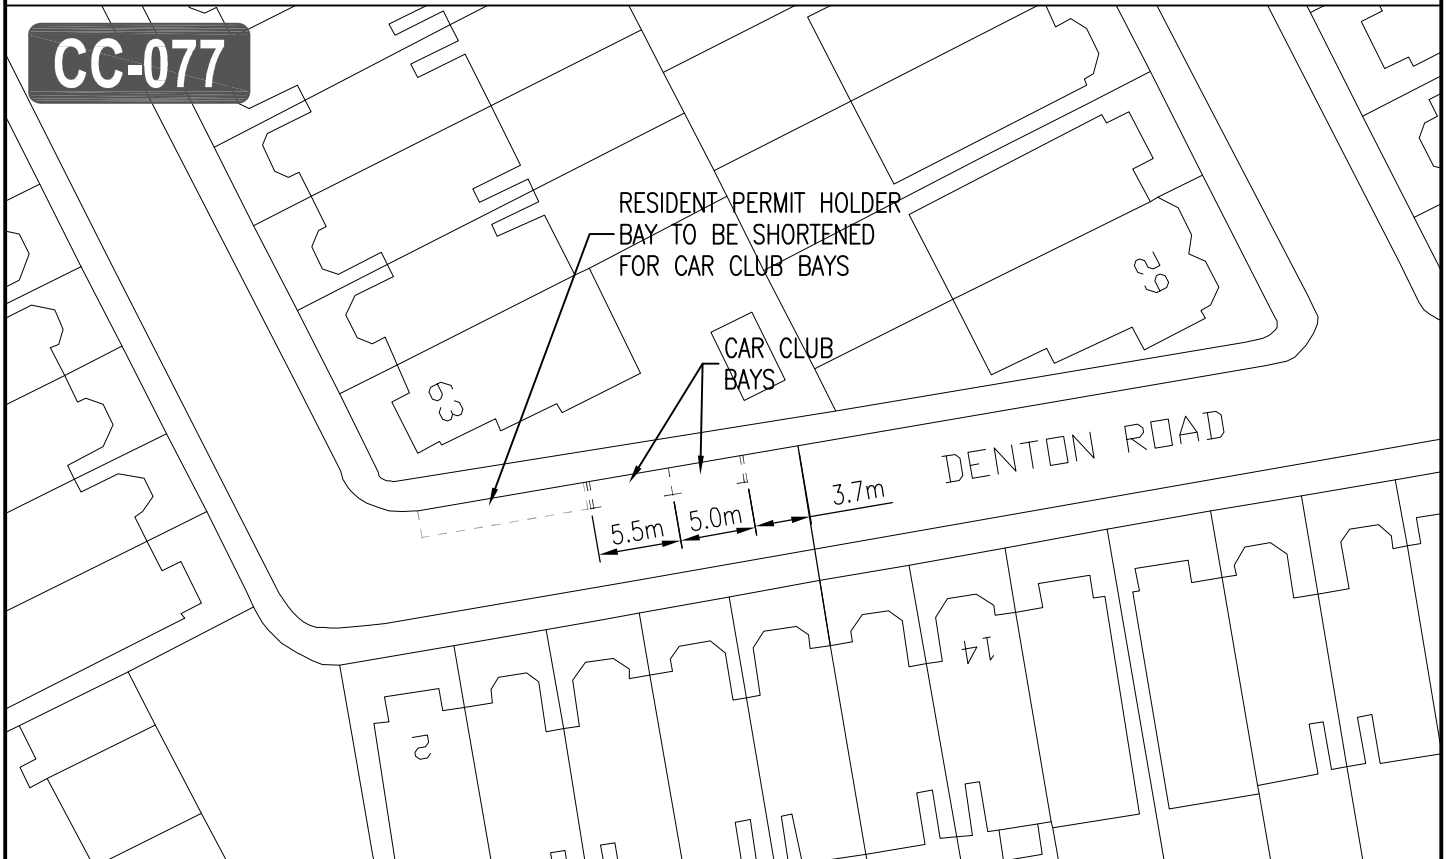 CC-077
RESIDENT PERMIT HOLDER
BAY TO BE SHORTENED
FOR CAR CLUB BAYS
CAR CLUB
BAYS
29
63
DENTON ROAD
3.7m
5.0m
5.5m
14
2